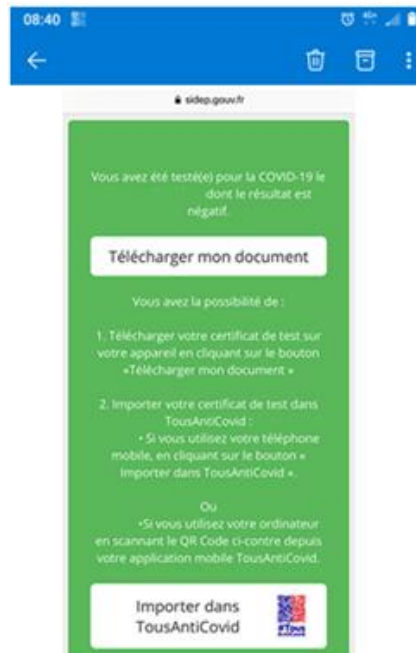 08:40
sidep.gouv.fr
Vous avez été testé(e) pour la COVID-19 le
dont le résultat est
négatif.
Télécharger mon document
Vous avez la possibilité de :
1. Télécharger votre certificat de test sur
votre appareil en cliquant sur le bouton
«Télécharger mon document »
2. Importer votre certificat de test dans
TousAntiCovid :
• Si vous utilisez votre téléphone
mobile, en cliquant sur le bouton «
Importer dans TousAntiCovid ».
Ou
•Si vous utilisez votre ordinateur
en scannant le QR Code ci-contre depuis
votre application mobile TousAntiCovid.
Importer dans
TousAntiCovid
#Tous